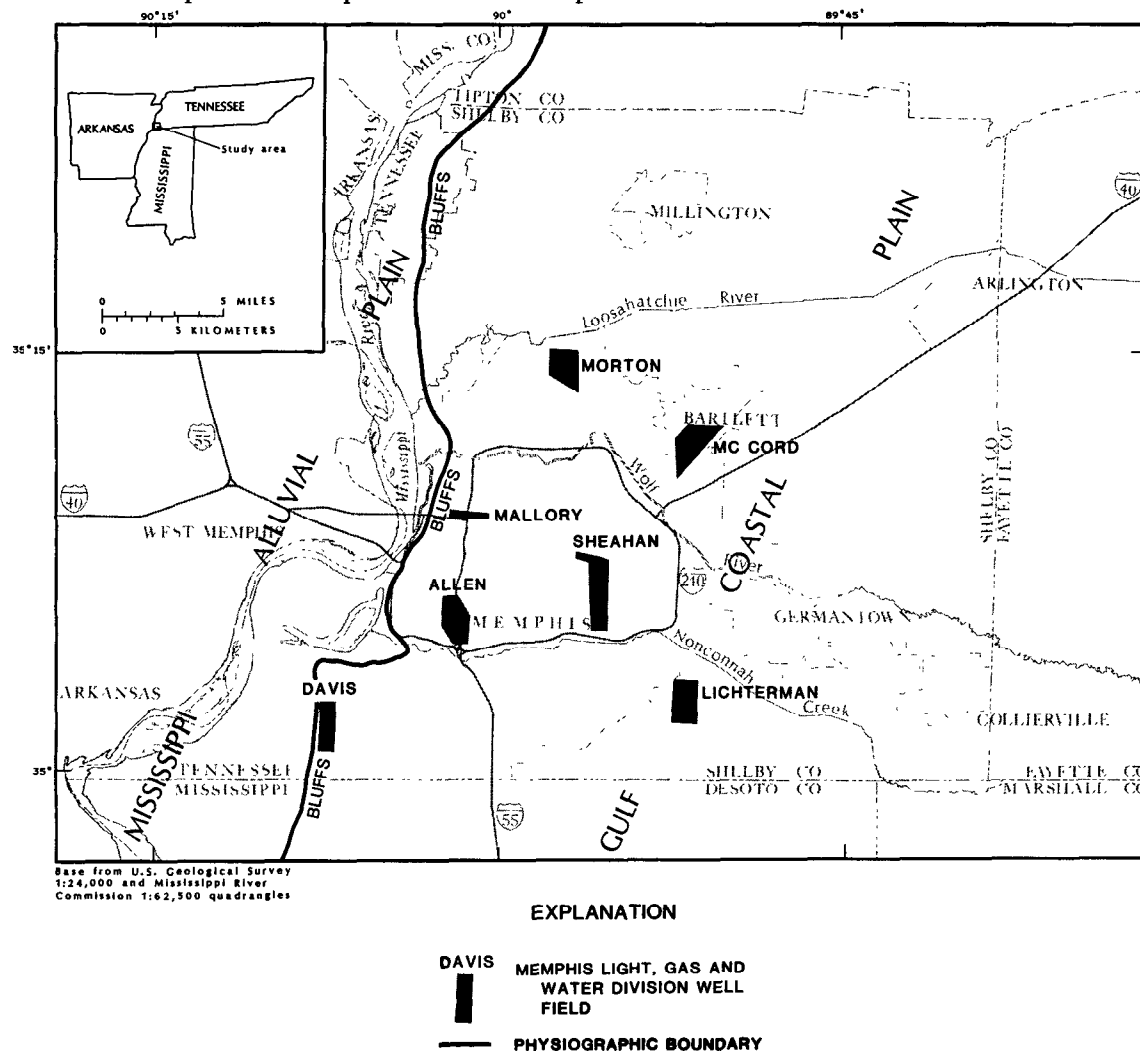 90°15'
90°
89°45'
MISS. CO
TIPTON CO
SHELBY CO
TENNESSEE
ARKANSAS
MISSISSIPPI
Study area
0 5 MILES
0 5 KILOMETERS
ARKANSAS
TENNESSEE
BLUFFS
PLAIN
River
MILLINGTON
PLAIN
40
ARLINGTON
Loosahatchie River
35°15'
MORTON
BARTLETT
MC CORD
Wolf
River
SHELBY CO
FAYETTE CO
40
WEST MEMPHIS
ALLUVIAL
Mississippi
BLUFFS
MALLORY
SHEAHAN
COASTAL
240
ALLEN
MEMPHIS
GERMANTOWN
Nonconnah
Creek
ARKANSAS
DAVIS
LICHTERMAN
COLLIERVILLE
35°
TENNESSEE
MISSISSIPPI
MISSISSIPPI
BLUFFS
55
GULF
SHELBY CO
DESOTO CO
FAYETTE CO
MARSHALL CO
Base from U.S. Geological Survey
1:24,000 and Mississippi River
Commission 1:62,500 quadrangles
EXPLANATION
DAVIS
MEMPHIS LIGHT, GAS AND
WATER DIVISION WELL
FIELD
PHYSIOGRAPHIC BOUNDARY